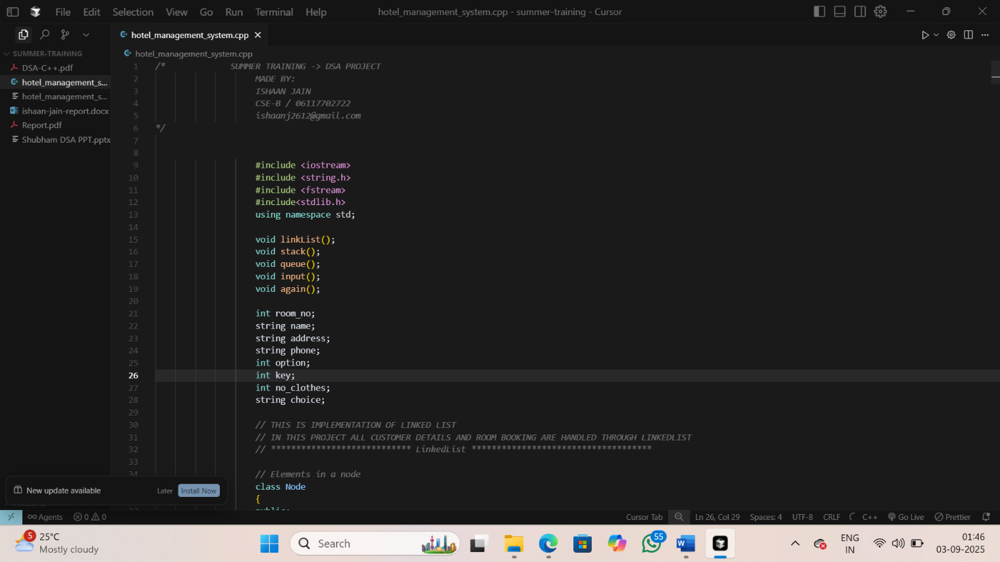 File Edit Selection View Go Run Terminal Help
hotel_management_system.cpp - summer-training - Cursor
hotel_management_system.cpp
SUMMER-TRAINING
DSA-C++.pdf
hotel_management_s...
hotel_management_s...
ishaan-jain-report.docx
Report.pdf
Shubham DSA PPT.pptx
hotel_management_system.cpp
1 /* SUMMER TRAINING -> DSA PROJECT
2 MADE BY:
3 ISHAAN JAIN
4 CSE-B / 06117702722
5 ishaanj2612@gmail.com
6 */
7
8
9 #include <iostream>
10 #include <string.h>
11 #include <fstream>
12 #include<stdlib.h>
13 using namespace std;
14
15 void linkList();
16 void stack();
17 void queue();
18 void input();
19 void again();
20
21 int room_no;
22 string name;
23 string address;
24 string phone;
25 int option;
26 int key;
27 int no_clothes;
28 string choice;
29
30 // THIS IS IMPLEMENTATION OF LINKED LIST
31 // IN THIS PROJECT ALL CUSTOMER DETAILS AND ROOM BOOKING ARE HANDLED THROUGH LINKEDLIST
32 // **************************** LinkedList ************************************
33
34 // Elements in a node
class Node
{
public:
New update available Later Install Now
Agents 0 0
Cursor Tab Ln 26, Col 29 Spaces: 4 UTF-8 CRLF C++ Go Live Prettier
5 25°C
Mostly cloudy
Search
55
ENG
IN
01:46
03-09-2025